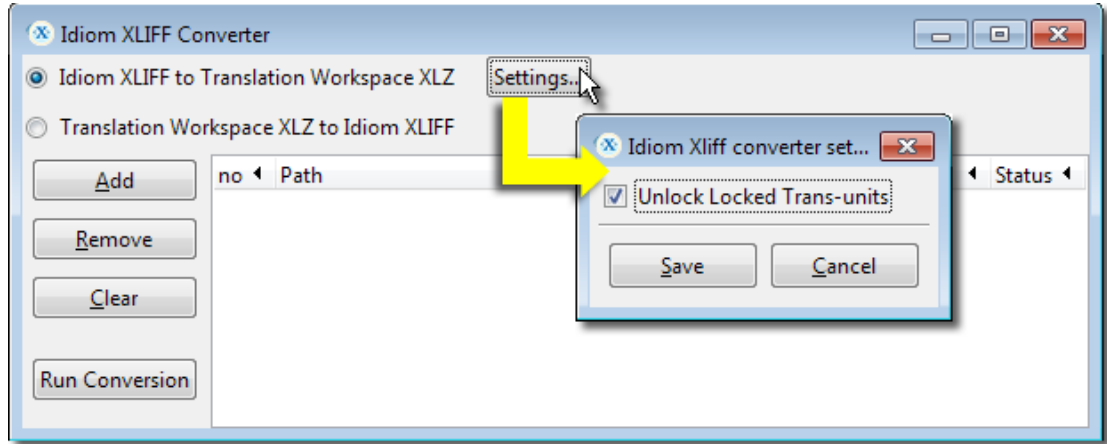 Idiom XLIFF Converter
Idiom XLIFF to Translation Workspace XLZ
Settings...
Translation Workspace XLZ to Idiom XLIFF
Idiom Xliff converter set...
Unlock Locked Trans-units
Save
Cancel
Add
Remove
Clear
Run Conversion
no
Path
Status